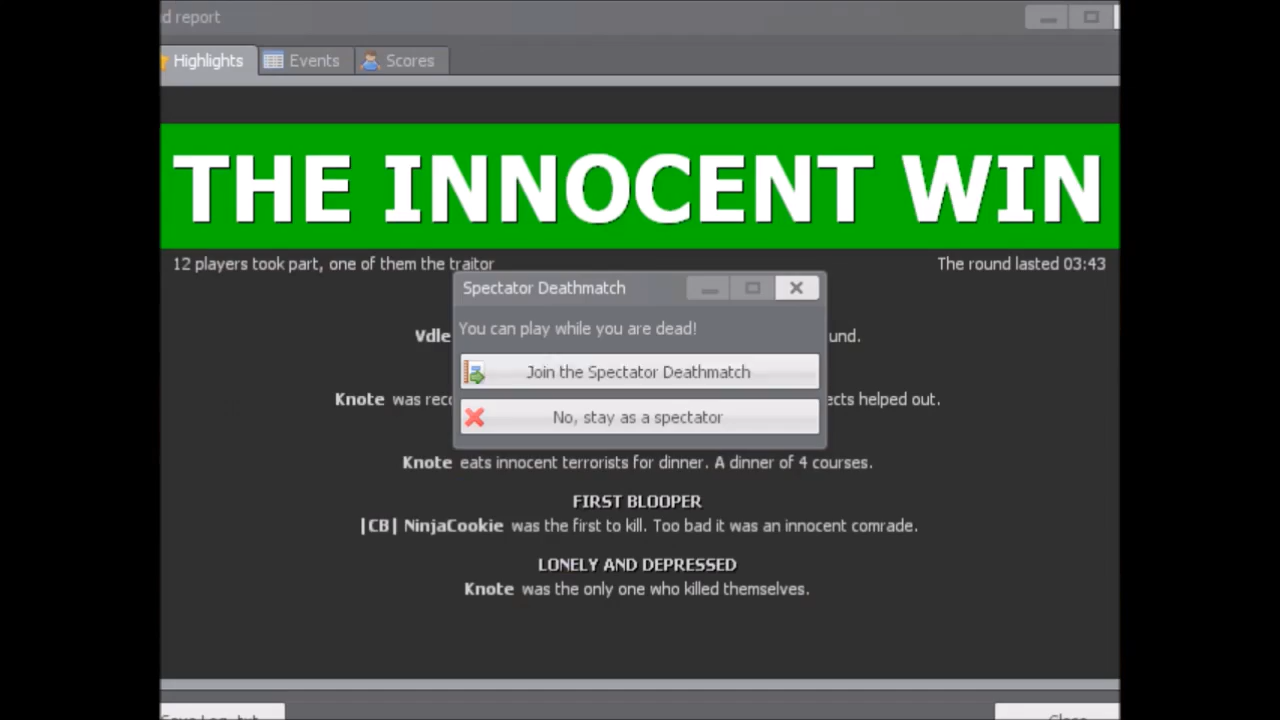 d report
Highlights Events Scores
THE INNOCENT WIN
12 players took part, one of them the traitor The round lasted 03:43
Spectator Deathmatch
You can play while you are dead!
Vdle und.
Join the Spectator Deathmatch
Knote was reco ects helped out.
No, stay as a spectator
Knote eats innocent terrorists for dinner. A dinner of 4 courses.
FIRST BLOOPER
|CB| NinjaCookie was the first to kill. Too bad it was an innocent comrade.
LONELY AND DEPRESSED
Knote was the only one who killed themselves.
Close